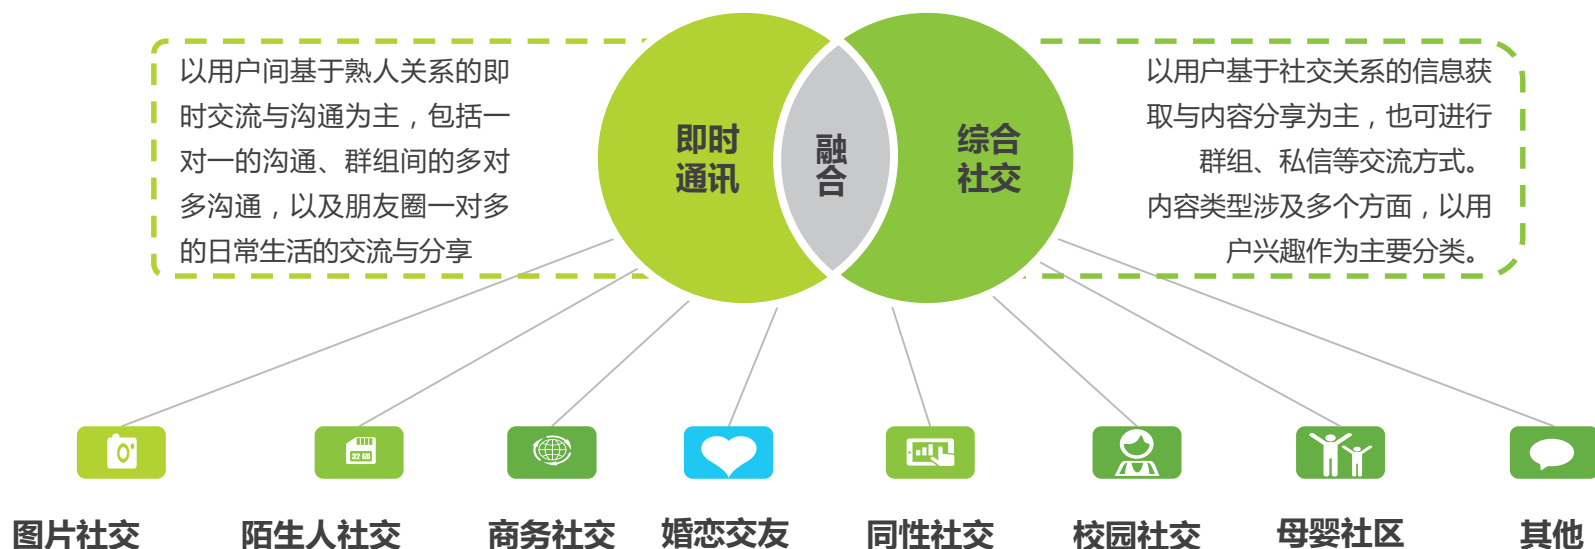 以用户间基于熟人关系的即
时交流与沟通为主，包括一
对一的沟通、群组间的多对
多沟通，以及朋友圈一对多
的日常生活的交流与分享
即时
通讯
融
合
综合
社交
以用户基于社交关系的信息获
取与内容分享为主，也可进行
群组、私信等交流方式。
内容类型涉及多个方面，以用
户兴趣作为主要分类。
32 GB
图片社交
陌生人社交
商务社交
婚恋交友
同性社交
校园社交
母婴社区
其他